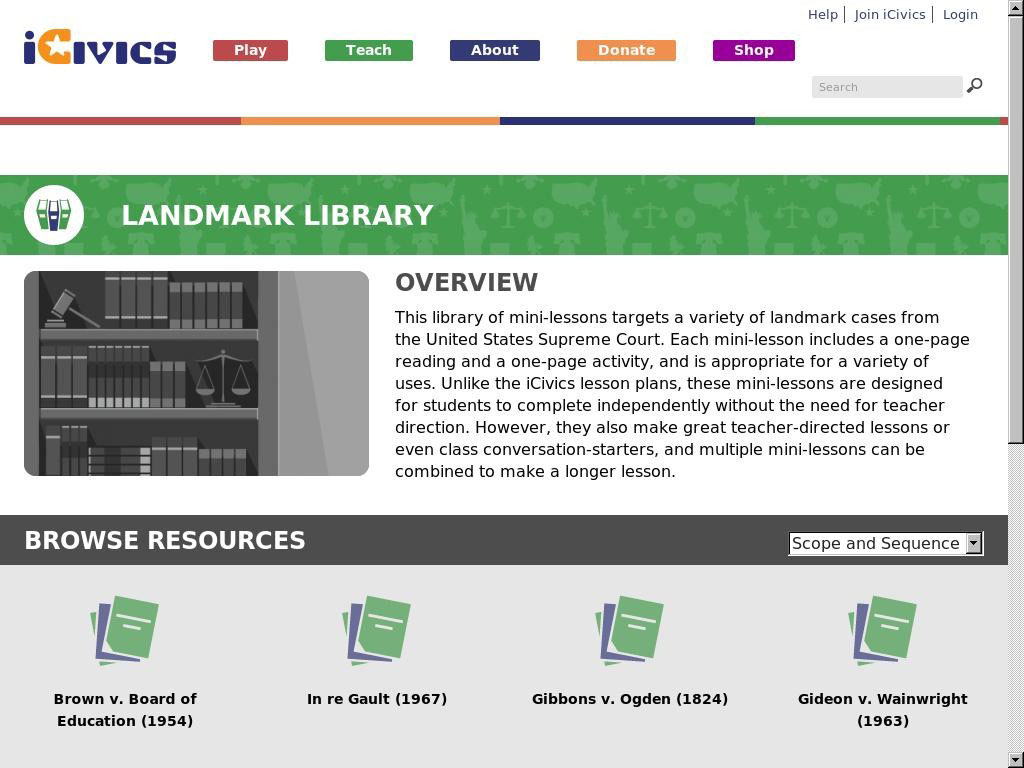 Help
Join iCivics
Login
iCivics
Play
Teach
About
Donate
Shop
Search
LANDMARK LIBRARY
OVERVIEW
This library of mini-lessons targets a variety of landmark cases from
the United States Supreme Court. Each mini-lesson includes a one-page
reading and a one-page activity, and is appropriate for a variety of
uses. Unlike the iCivics lesson plans, these mini-lessons are designed
for students to complete independently without the need for teacher
direction. However, they also make great teacher-directed lessons or
even class conversation-starters, and multiple mini-lessons can be
combined to make a longer lesson.
BROWSE RESOURCES
Scope and Sequence
Brown v. Board of
Education (1954)
In re Gault (1967)
Gibbons v. Ogden (1824)
Gideon v. Wainwright
(1963)